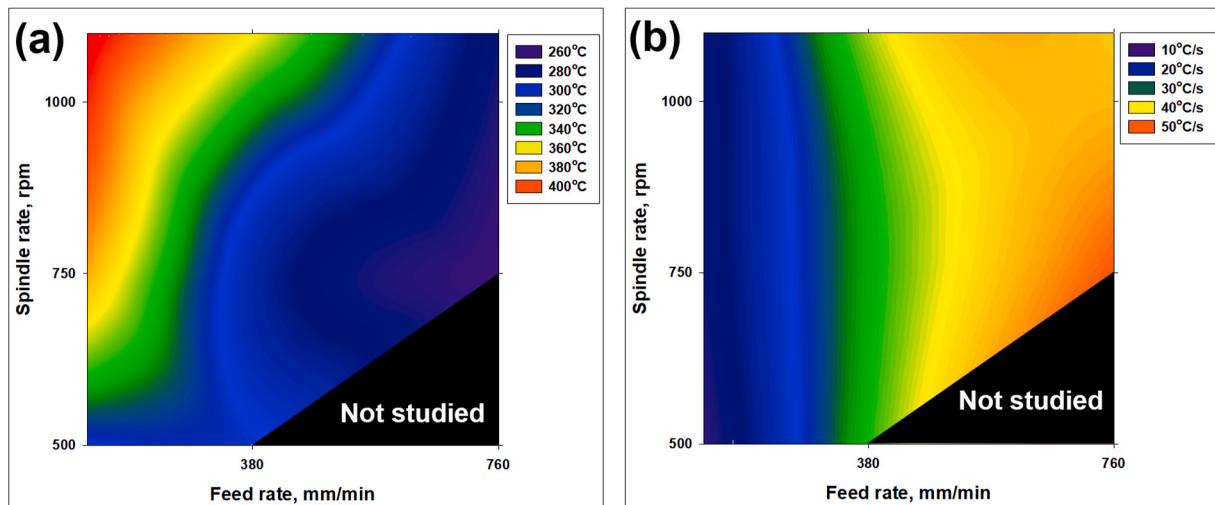 (a)
Spindle rate, rpm
1000
750
500
380
760
Feed rate, mm/min
Not studied
260°C
280°C
300°C
320°C
340°C
360°C
380°C
400°C
(b)
Spindle rate, rpm
1000
750
500
380
760
Feed rate, mm/min
Not studied
10°C/s
20°C/s
30°C/s
40°C/s
50°C/s